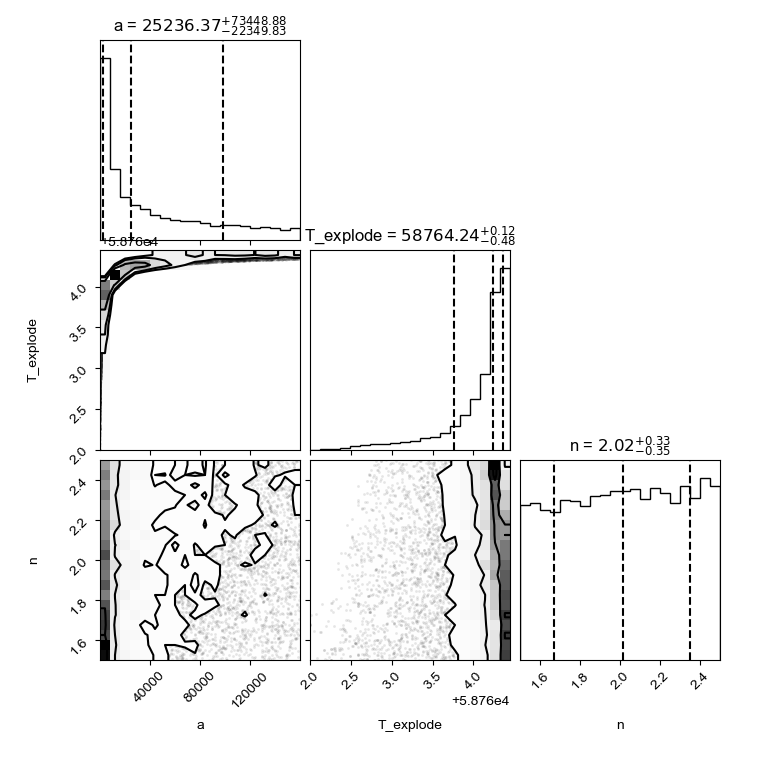 a = 25236.37+73448.88 −22349.83
+5.876e4
T_explode = 58764.24+0.12 −0.48
4.0
3.5
3.0
2.5
2.0
T_explode
n = 2.02+0.33 −0.35
2.4
2.2
2.0
1.8
1.6
n
40000
80000
120000
a
2.0
2.5
3.0
3.5
4.0
+5.876e4
T_explode
1.6
1.8
2.0
2.2
2.4
n